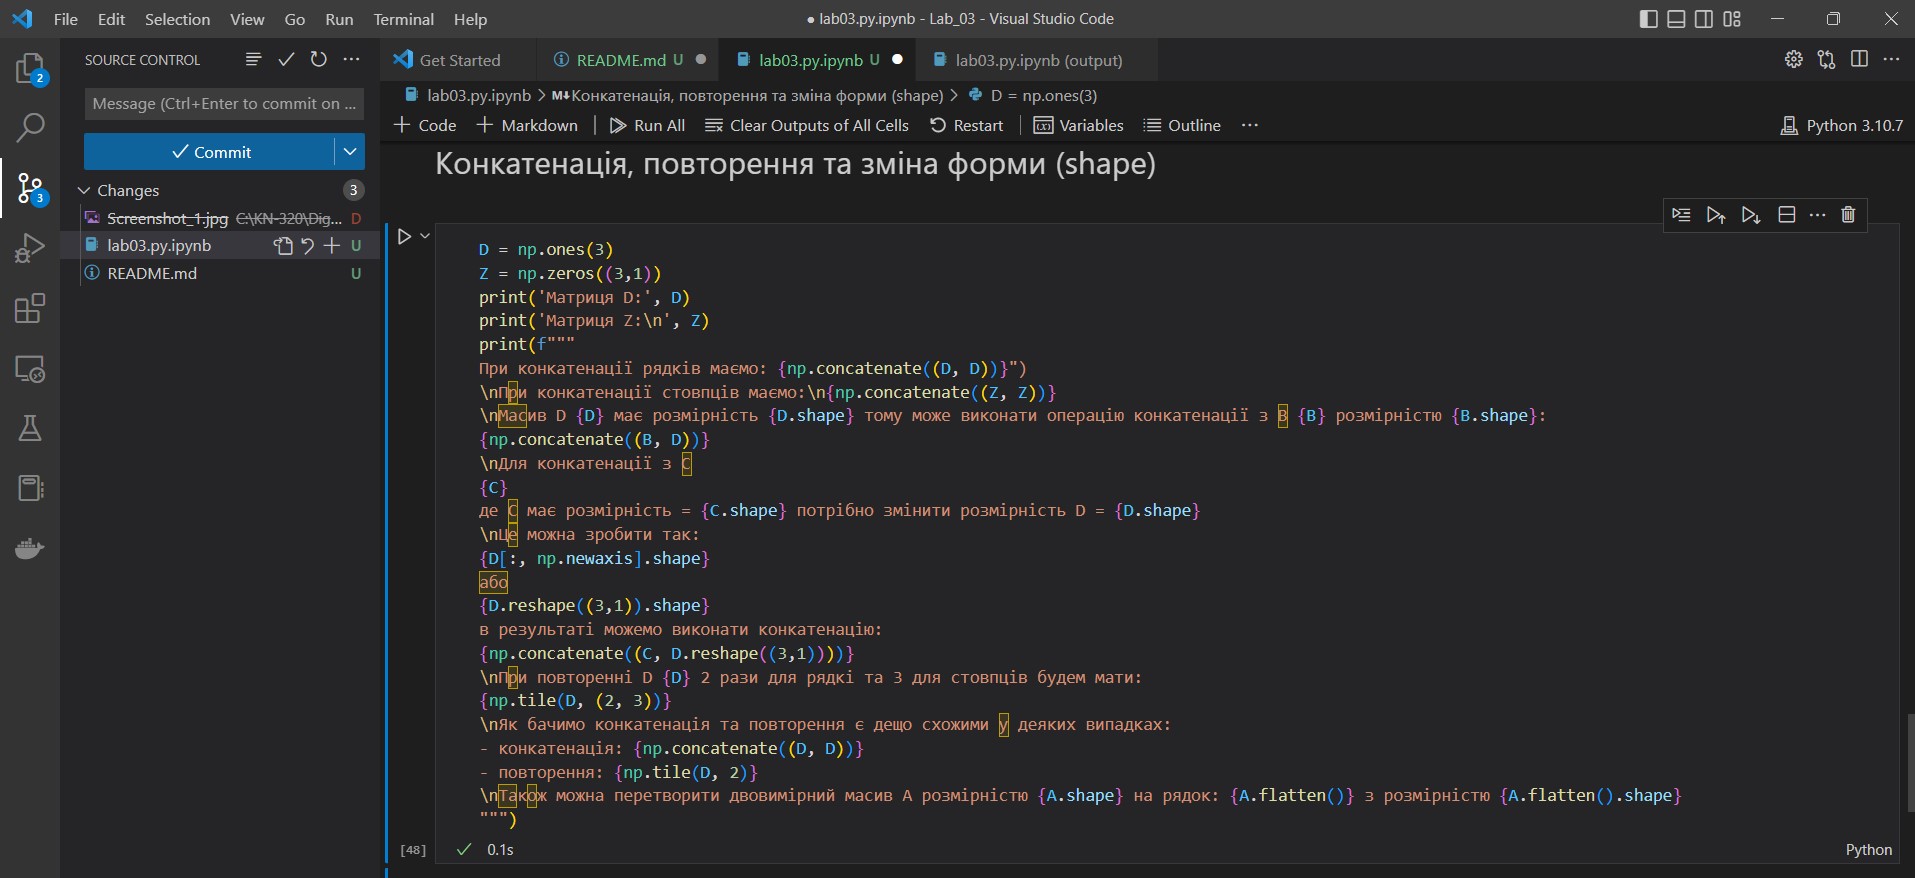 File Edit Selection View Go Run Terminal Help
● lab03.py.ipynb - Lab_03 - Visual Studio Code
SOURCE CONTROL
Get Started
README.md U
lab03.py.ipynb U
lab03.py.ipynb (output)
2
Message (Ctrl+Enter to commit on ...
lab03.py.ipynb > M↓Конкатенація, повторення та зміна форми (shape) > D = np.ones(3)
+ Code + Markdown | Run All Clear Outputs of All Cells Restart | Variables Outline ...
Python 3.10.7
Commit
Changes 3
3
Screenshot_1.jpg C:\KN-320\Dig... D
lab03.py.ipynb U
README.md U
Конкатенація, повторення та зміна форми (shape)
D = np.ones(3)
Z = np.zeros((3,1))
print('Матриця D:', D)
print('Матриця Z:\n', Z)
print(f"""
При конкатенації рядків маємо: {np.concatenate((D, D))}")
\nПри конкатенації стовпців маємо:\n{np.concatenate((Z, Z))}
\nМасив D {D} має розмірність {D.shape} тому може виконати операцію конкатенації з В {B} розмірністю {B.shape}:
{np.concatenate((B, D))}
\nДля конкатенації з С
{C}
де С має розмірність = {C.shape} потрібно змінити розмірність D = {D.shape}
\nЦе можна зробити так:
{D[:, np.newaxis].shape}
або
{D.reshape((3,1)).shape}
в результаті можемо виконати конкатенацію:
{np.concatenate((C, D.reshape((3,1))))}
\nПри повторенні D {D} 2 рази для рядкі та 3 для стовпців будем мати:
{np.tile(D, (2, 3))}
\nЯк бачимо конкатенація та повторення є дещо схожими у деяких випадках:
- конкатенація: {np.concatenate((D, D))}
- повторення: {np.tile(D, 2)}
\nТакож можна перетворити двовимірний масив А розмірністю {A.shape} на рядок: {A.flatten()} з розмірністю {A.flatten().shape}
""")
[48] ✓ 0.1s
Python